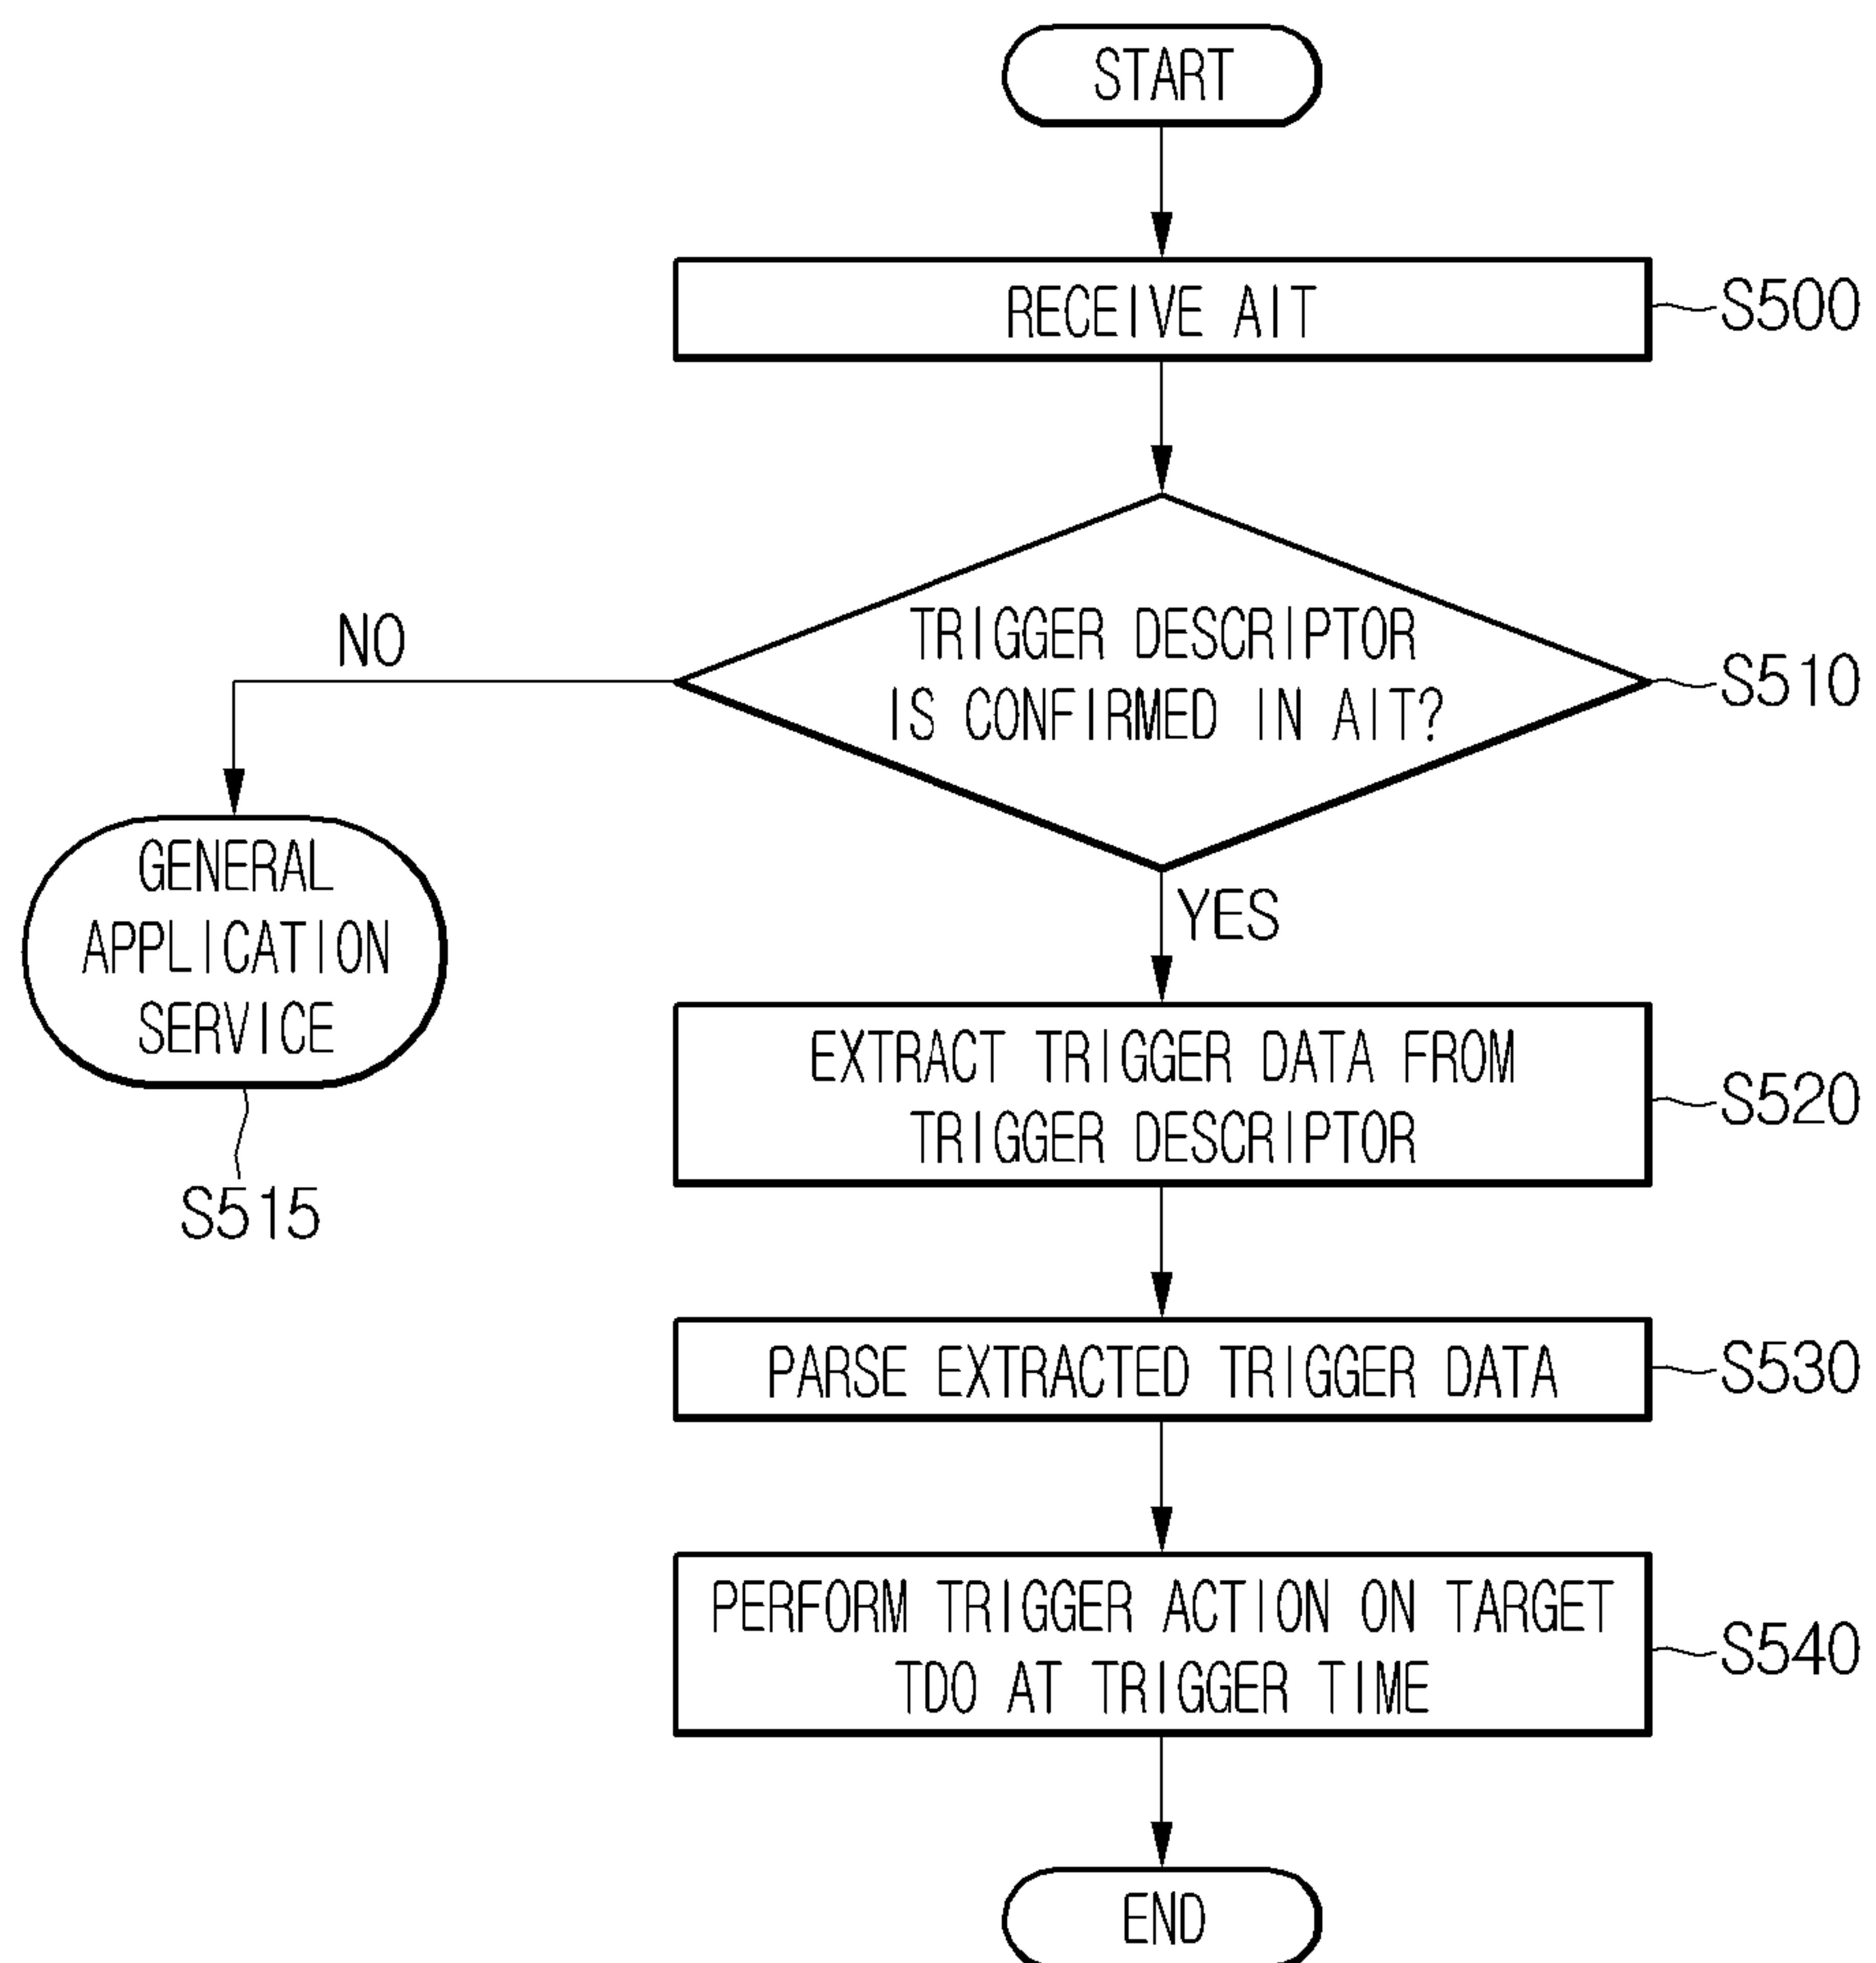 START
RECEIVE AIT
S500
TRIGGER DESCRIPTOR
IS CONFIRMED IN AIT?
S510
NO
GENERAL
APPLICATION
SERVICE
S515
YES
EXTRACT TRIGGER DATA FROM
TRIGGER DESCRIPTOR
S520
PARSE EXTRACTED TRIGGER DATA
S530
PERFORM TRIGGER ACTION ON TARGET
TDO AT TRIGGER TIME
S540
END